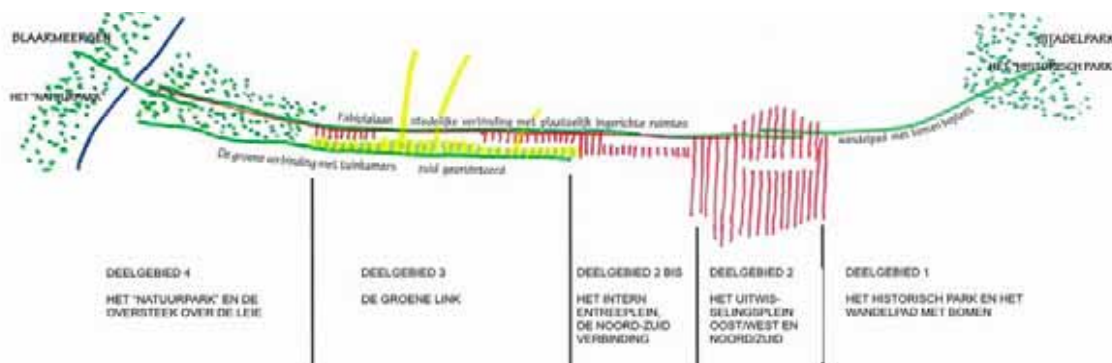 BLAARMEERSEN
HET "NATUURPARK"
CITADELPARK
HET "HISTORISCH PARK"
stedelijke verbinding met plaatselijk ingerichte ruimtes
wandelpad met bomen beplant
De groene verbinding met tuinkamers zuid georiënteerd
DEELGEBIED 4
HET "NATUURPARK" EN DE
OVERSTEEK OVER DE LEIE
DEELGEBIED 3
DE GROENE LINK
DEELGEBIED 2 BIS
HET INTERN
ENTREEPLEIN,
DE NOORD-ZUID
VERBINDING
DEELGEBIED 2
HET UITWIS-
SELINGSPLEIN
OOST/WEST EN
NOORD/ZUID
DEELGEBIED 1
HET HISTORISCH PARK EN HET
WANDELPAD MET BOMEN